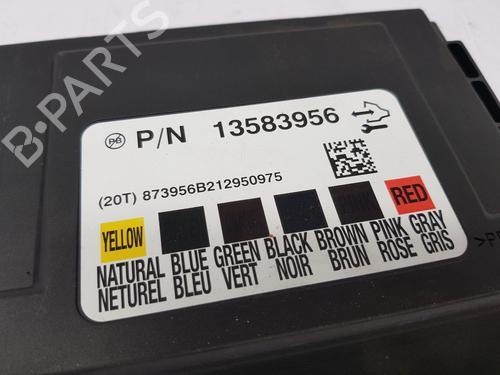 B-PARTS
P/N 13583956
(20T) 873956B212950975
YELLOW RED
NATURAL BLUE GREEN BLACK BROWN PINK GRAY
NETUREL BLEU VERT NOIR BRUN ROSE GRIS